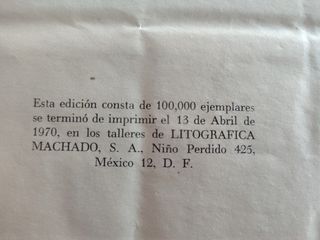 Esta edición consta de 100,000 ejemplares
se terminó de imprimir el 13 de Abril de
1970, en los talleres de LITOGRAFICA
MACHADO, S. A., Niño Perdido 425,
México 12, D. F.